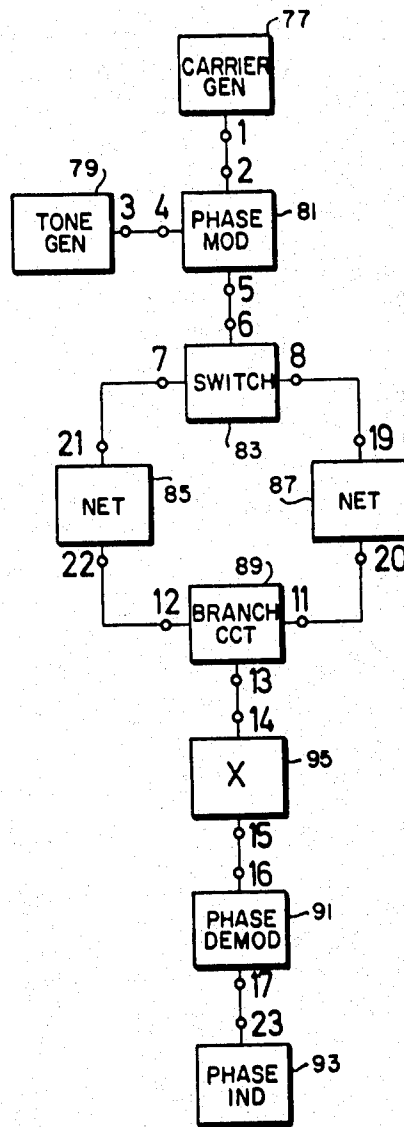 77
CARRIER
GEN
1
2
79
TONE
GEN
3
4
PHASE
MOD
81
5
6
7
SWITCH
8
83
21
NET
85
22
19
87
NET
20
89
12
BRANCH
CCT
11
13
14
X
95
15
16
PHASE
DEMOD
91
17
23
PHASE
IND
93